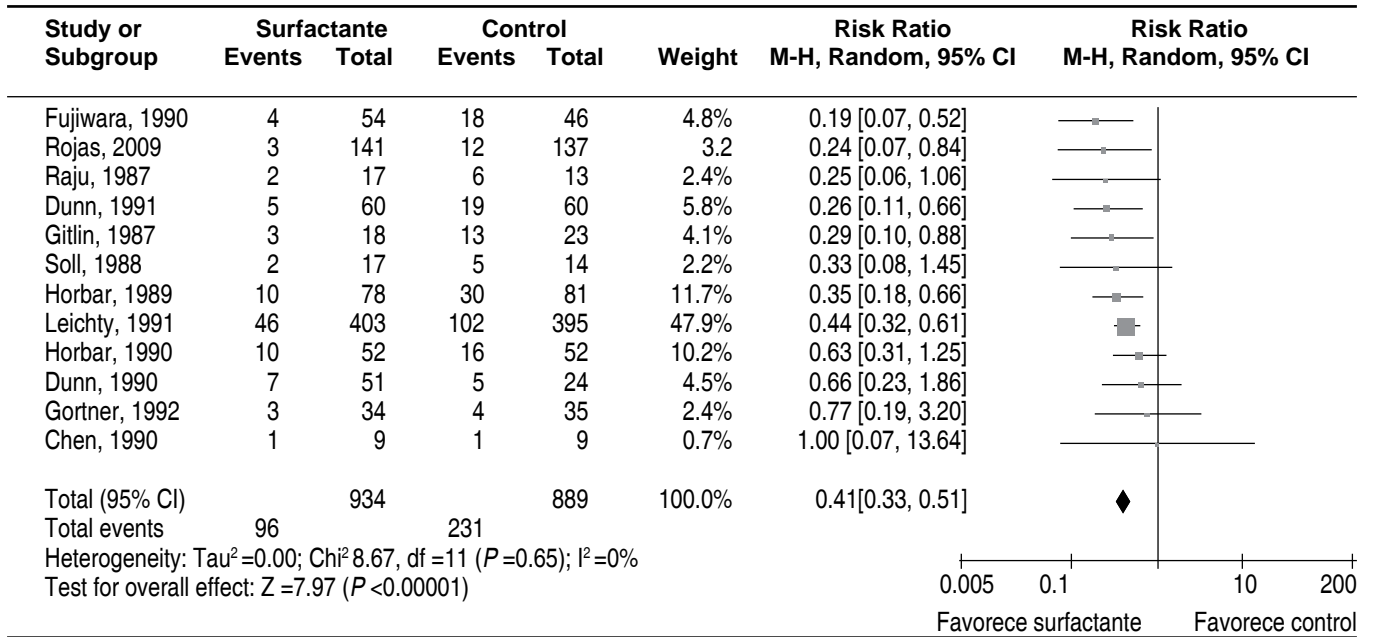 Study or Surfactante Control Risk Ratio Risk Ratio
Subgroup Events Total Events Total Weight M-H, Random, 95% CI M-H, Random, 95% CI
Fujiwara, 1990 4 54 18 46 4.8% 0.19 [0.07, 0.52]
Rojas, 2009 3 141 12 137 3.2 0.24 [0.07, 0.84]
Raju, 1987 2 17 6 13 2.4% 0.25 [0.06, 1.06]
Dunn, 1991 5 60 19 60 5.8% 0.26 [0.11, 0.66]
Gitlin, 1987 3 18 13 23 4.1% 0.29 [0.10, 0.88]
Soll, 1988 2 17 5 14 2.2% 0.33 [0.08, 1.45]
Horbar, 1989 10 78 30 81 11.7% 0.35 [0.18, 0.66]
Leichty, 1991 46 403 102 395 47.9% 0.44 [0.32, 0.61]
Horbar, 1990 10 52 16 52 10.2% 0.63 [0.31, 1.25]
Dunn, 1990 7 51 5 24 4.5% 0.66 [0.23, 1.86]
Gortner, 1992 3 34 4 35 2.4% 0.77 [0.19, 3.20]
Chen, 1990 1 9 1 9 0.7% 1.00 [0.07, 13.64]
Total (95% CI) 934 889 100.0% 0.41[0.33, 0.51]
Total events 96 231
Heterogeneity: Tau² =0.00; Chi² 8.67, df =11 (P =0.65); I² =0%
Test for overall effect: Z =7.97 (P <0.00001)
0.005 0.1 10 200
Favorece surfactante Favorece control